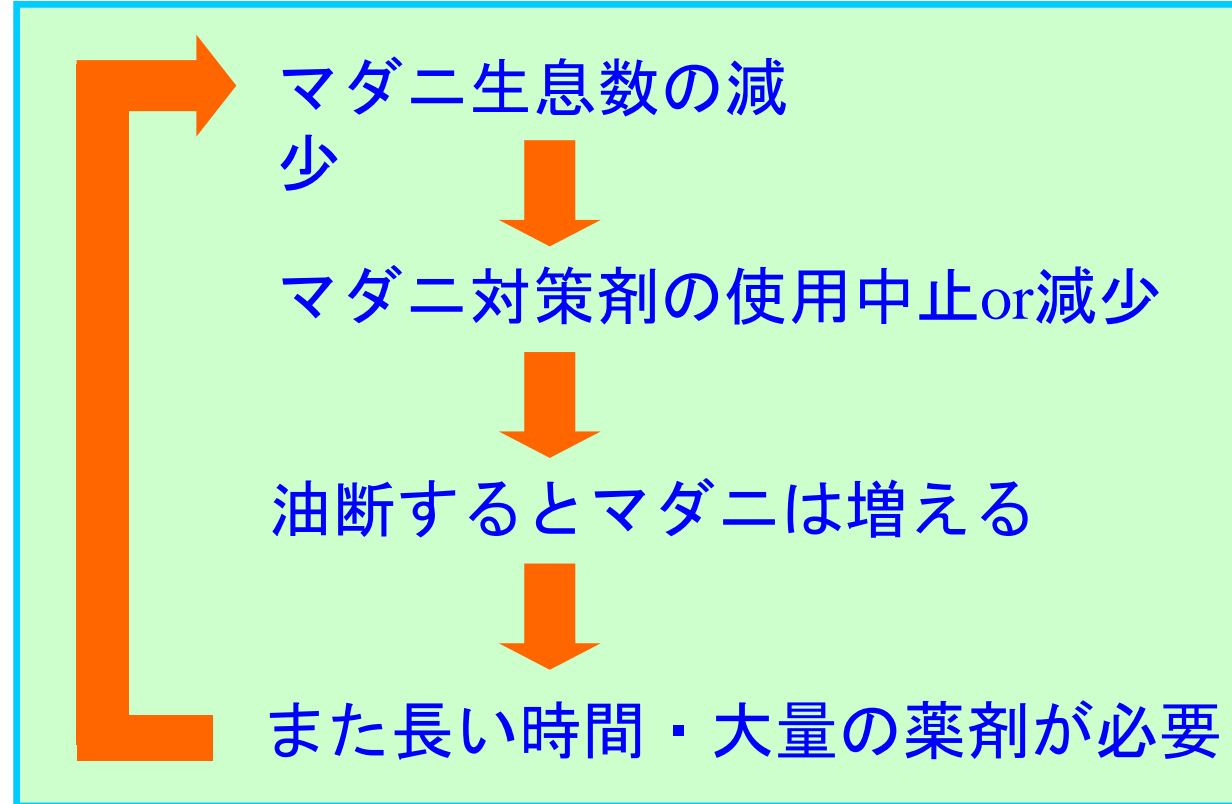 マダニ生息数の減
少
マダニ対策剤の使用中止or減少
油断するとマダニは増える
また長い時間・大量の薬剤が必要